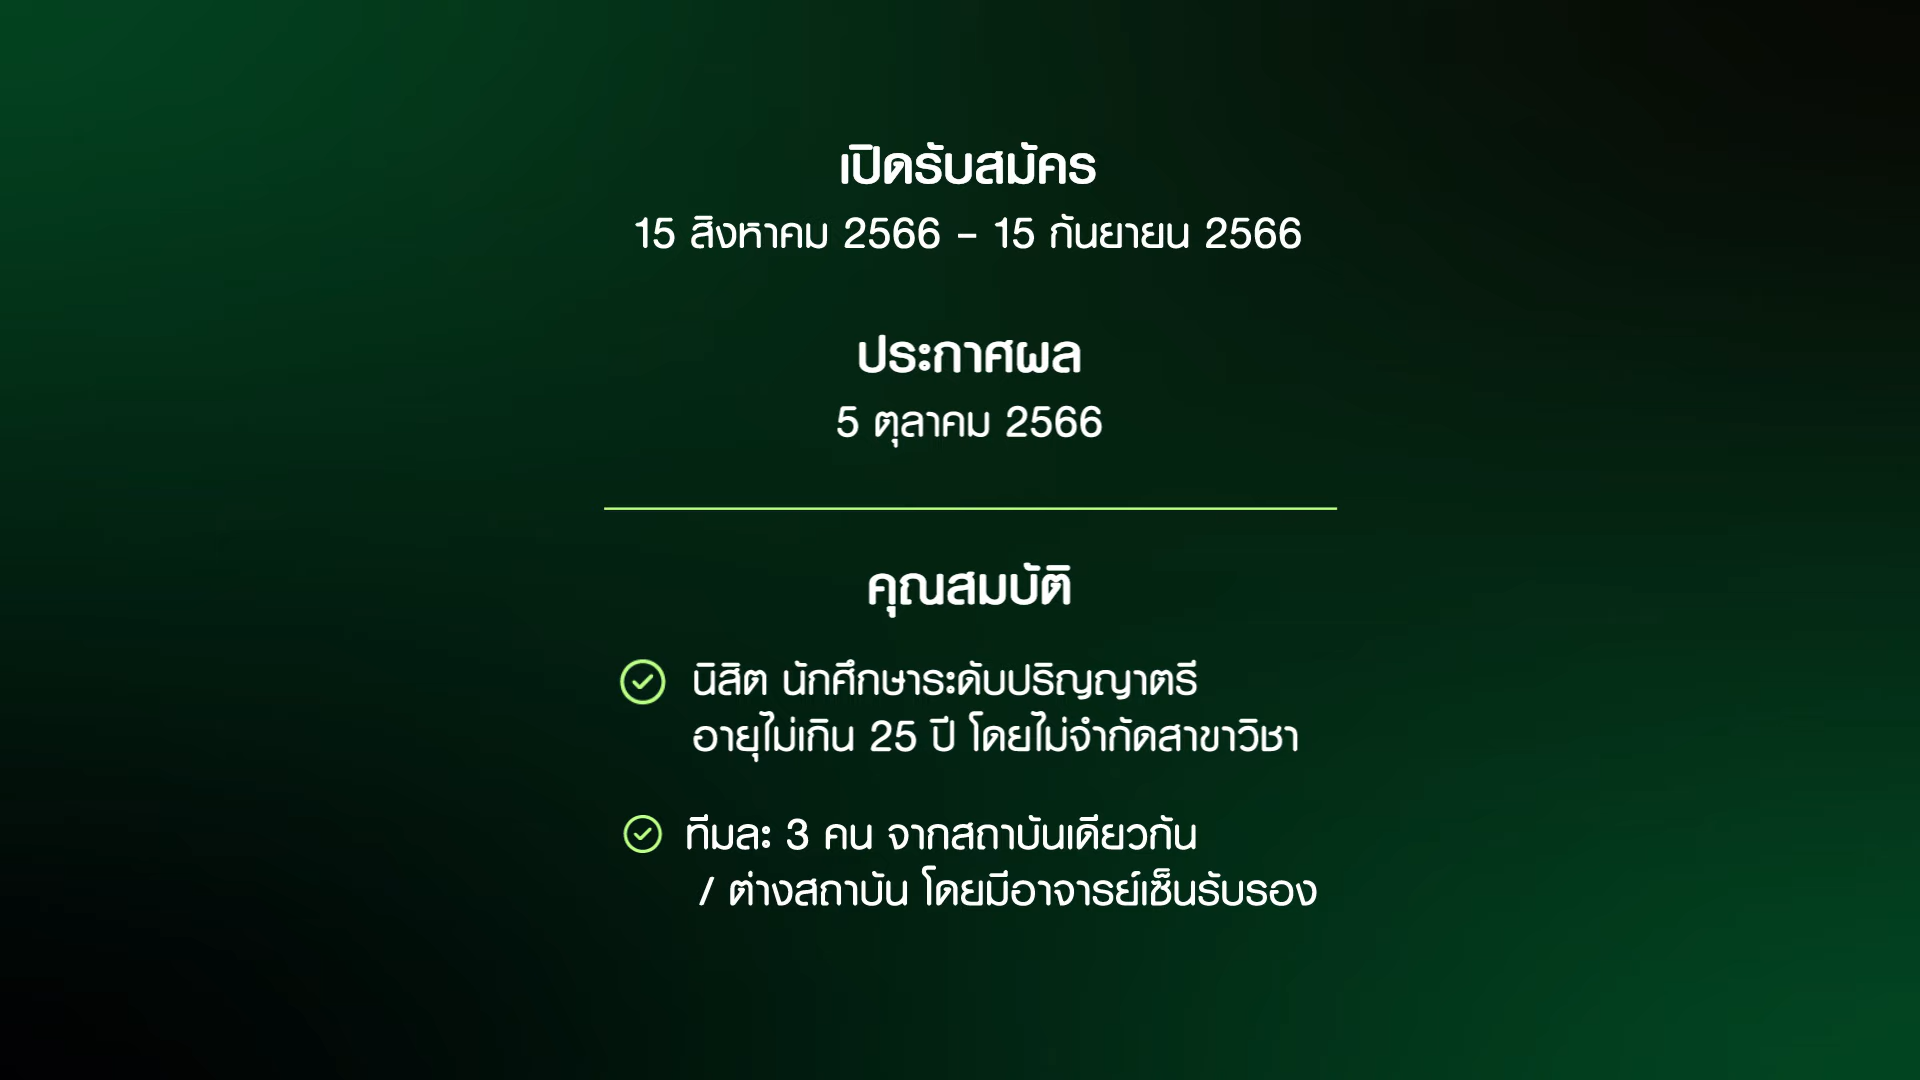 เปิดรับสมัคร
15 สิงหาคม 2566 - 15 กันยายน 2566
ประกาศผล
5 ตุลาคม 2566
คุณสมบัติ
นิสิต นักศึกษาระดับปริญญาตรี
อายุไม่เกิน 25 ปี โดยไม่จำกัดสาขาวิชา
ทีมละ 3 คน จากสถาบันเดียวกัน
/ ต่างสถาบัน โดยมีอาจารย์เซ็นรับรอง